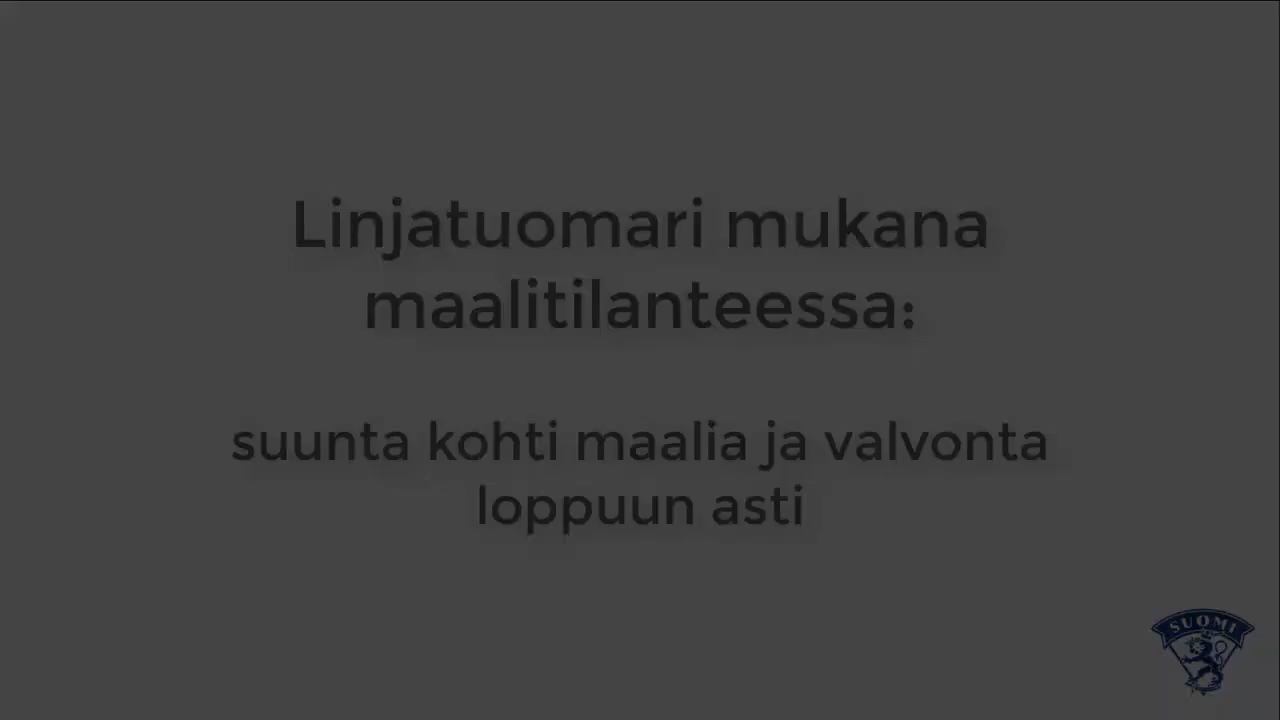 Linjatuomari mukana
maalitilanteessa:
suunta kohti maalia ja valvonta
loppuun asti
SUOMI